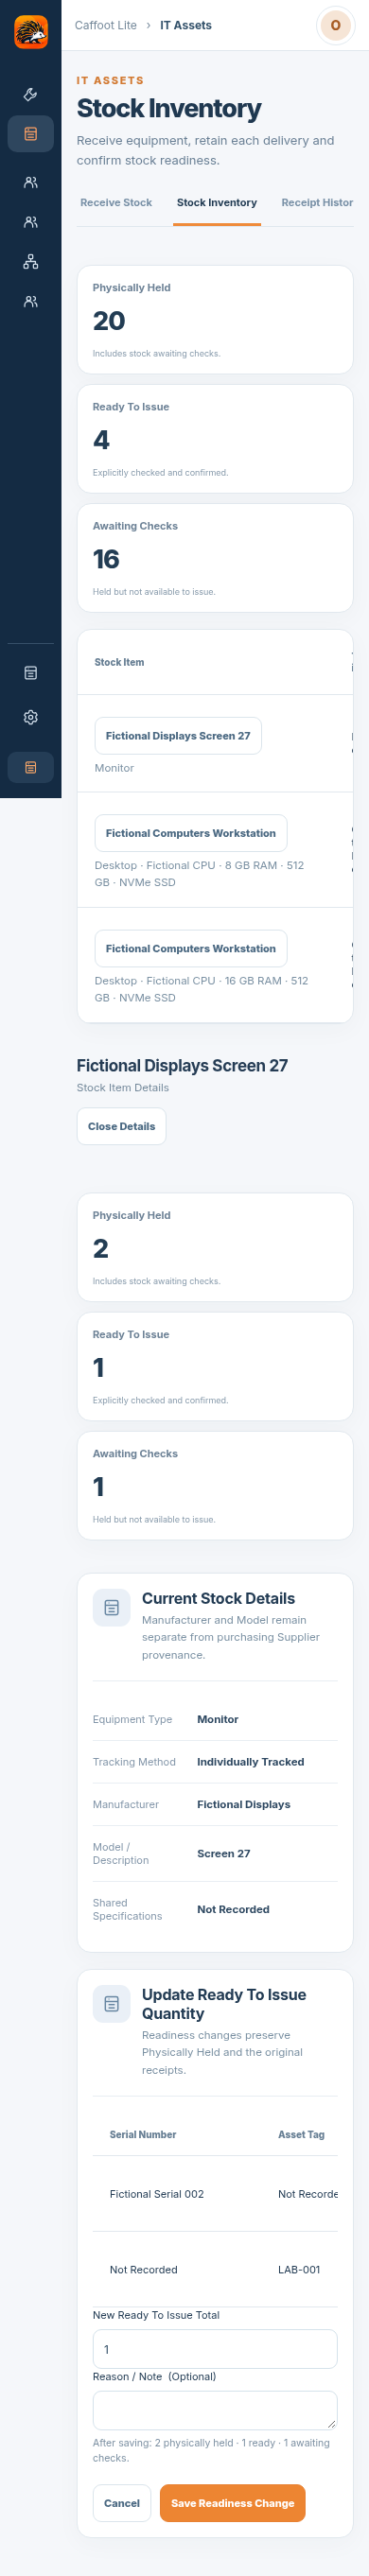 Caffoot Lite › IT Assets
O
IT ASSETS
Stock Inventory
Receive equipment, retain each delivery and
confirm stock readiness.
Receive Stock Stock Inventory Receipt Histor
Physically Held
20
Includes stock awaiting checks.
Ready To Issue
4
Explicitly checked and confirmed.
Awaiting Checks
16
Held but not available to issue.
Stock Item
Fictional Displays Screen 27
Monitor
Fictional Computers Workstation
Desktop · Fictional CPU · 8 GB RAM · 512
GB · NVMe SSD
Fictional Computers Workstation
Desktop · Fictional CPU · 16 GB RAM · 512
GB · NVMe SSD
Fictional Displays Screen 27
Stock Item Details
Close Details
Physically Held
2
Includes stock awaiting checks.
Ready To Issue
1
Explicitly checked and confirmed.
Awaiting Checks
1
Held but not available to issue.
Current Stock Details
Manufacturer and Model remain
separate from purchasing Supplier
provenance.
Equipment Type Monitor
Tracking Method Individually Tracked
Manufacturer Fictional Displays
Model /
Description
Screen 27
Shared
Specifications
Not Recorded
Update Ready To Issue
Quantity
Readiness changes preserve
Physically Held and the original
receipts.
Serial Number Asset Tag
Fictional Serial 002 Not Recorde
Not Recorded LAB-001
New Ready To Issue Total
1
Reason / Note (Optional)
After saving: 2 physically held · 1 ready · 1 awaiting
checks.
Cancel Save Readiness Change